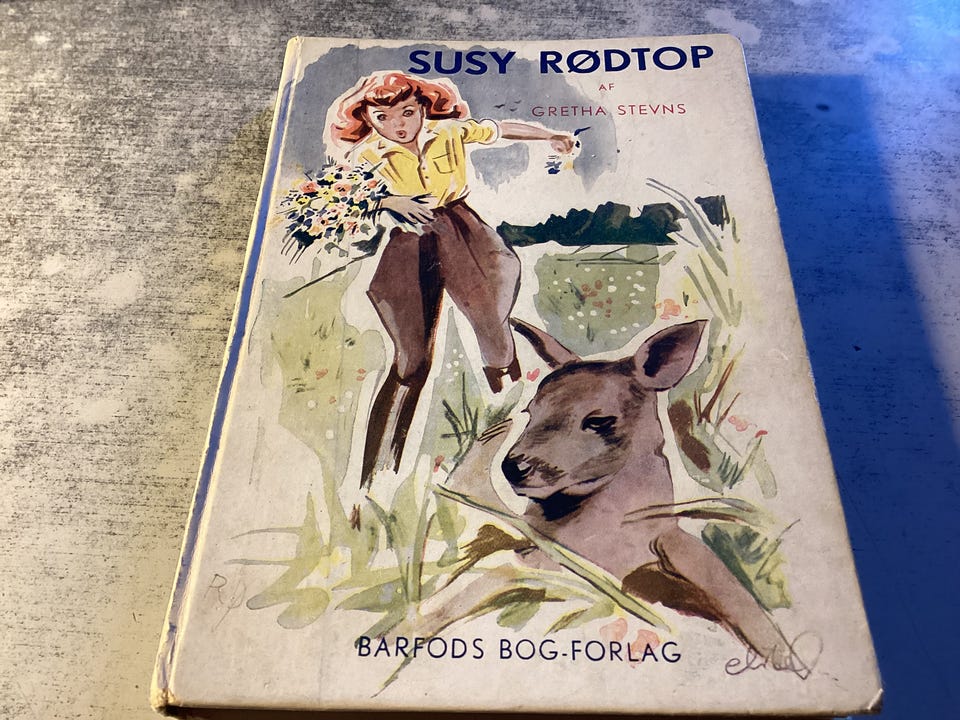 SUSY RØDTOP
AF
GRETHA STEVNS
BARFODS BOG-FORLAG